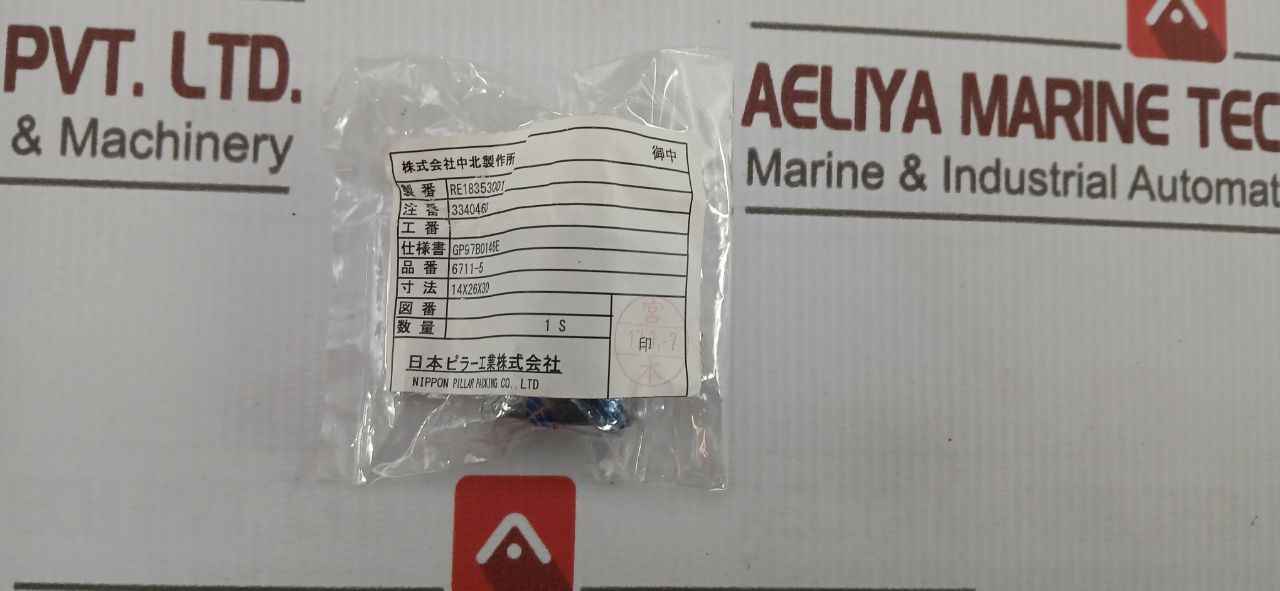 PVT. LTD.
& Machinery
AELIYA MARINE TEC
Marine & Industrial Automat
株式会社中北製作所 御中
製番 RE18353001
注番 334046
工番
仕様書 GP97B0146E
品番 6711-5
寸法 14X26X30
図番
数量 1 S
日本ピラー工業株式会社
NIPPON PILLAR PACKING CO., LTD
印
宮